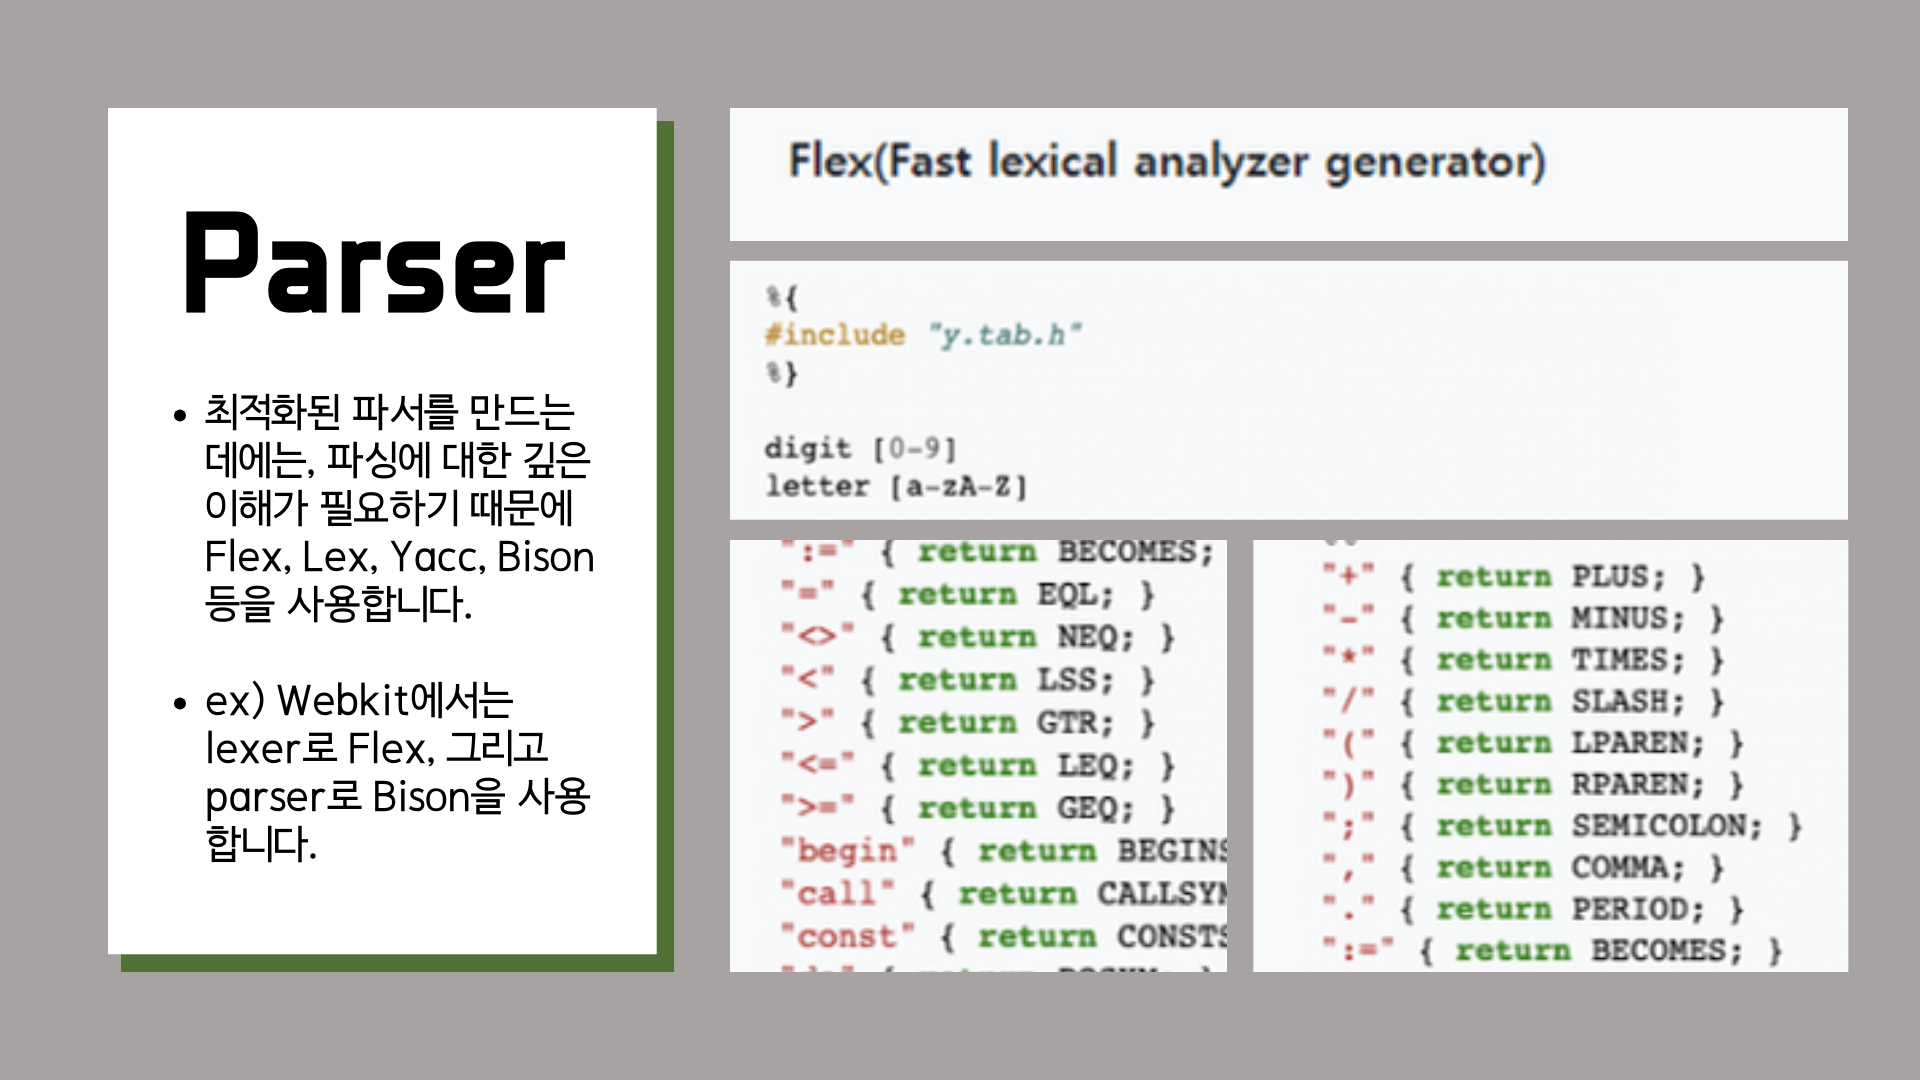 Parser
• 최적화된 파서를 만드는
데에는, 파싱에 대한 깊은
이해가 필요하기 때문에
Flex, Lex, Yacc, Bison
등을 사용합니다.
• ex) Webkit에서는
lexer로 Flex, 그리고
parser로 Bison을 사용
합니다.
Flex(Fast lexical analyzer generator)
%{
#include "y.tab.h"
%}
digit [0-9]
letter [a-zA-Z]
":=" { return BECOMES;
"=" { return EQL; }
"<>" { return NEQ; }
"<" { return LSS; }
">" { return GTR; }
"<=" { return LEQ; }
">=" { return GEQ; }
"begin" { return BEGINS
"call" { return CALLSYM
"const" { return CONSTS
"+" { return PLUS; }
"-" { return MINUS; }
"*" { return TIMES; }
"/" { return SLASH; }
"(" { return LPAREN; }
")" { return RPAREN; }
";" { return SEMICOLON; }
"," { return COMMA; }
"." { return PERIOD; }
":=" { return BECOMES; }